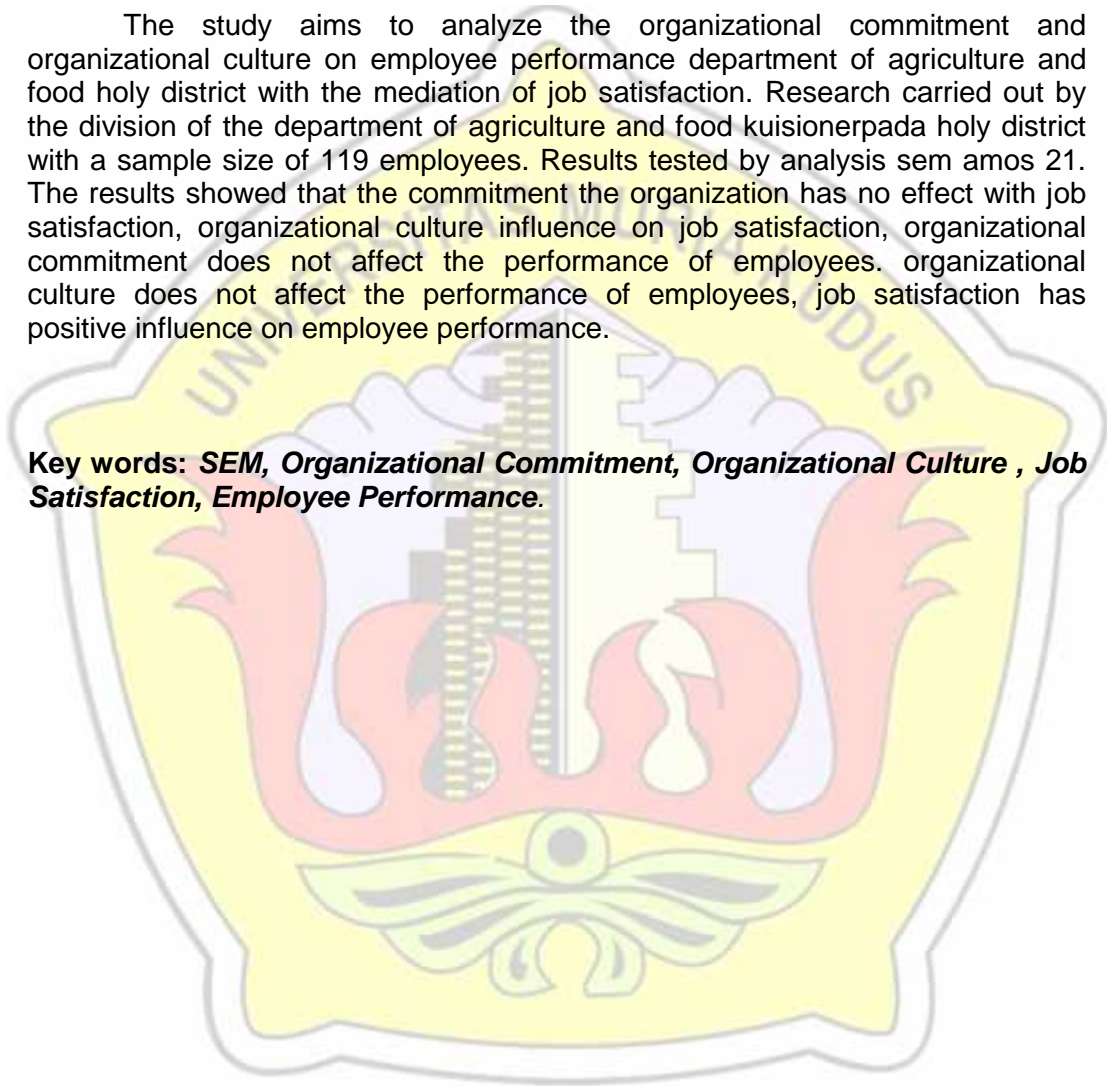 The study aims to analyze the organizational commitment and
organizational culture on employee performance department of agriculture and
food holy district with the mediation of job satisfaction. Research carried out by
the division of the department of agriculture and food kuisionerpada holy district
with a sample size of 119 employees. Results tested by analysis sem amos 21.
The results showed that the commitment the organization has no effect with job
satisfaction, organizational culture influence on job satisfaction, organizational
commitment does not affect the performance of employees. organizational
culture does not affect the performance of employees, job satisfaction has
positive influence on employee performance.
Key words: SEM, Organizational Commitment, Organizational Culture , Job
Satisfaction, Employee Performance.
UNIVERSITAS MURIA KUDUS